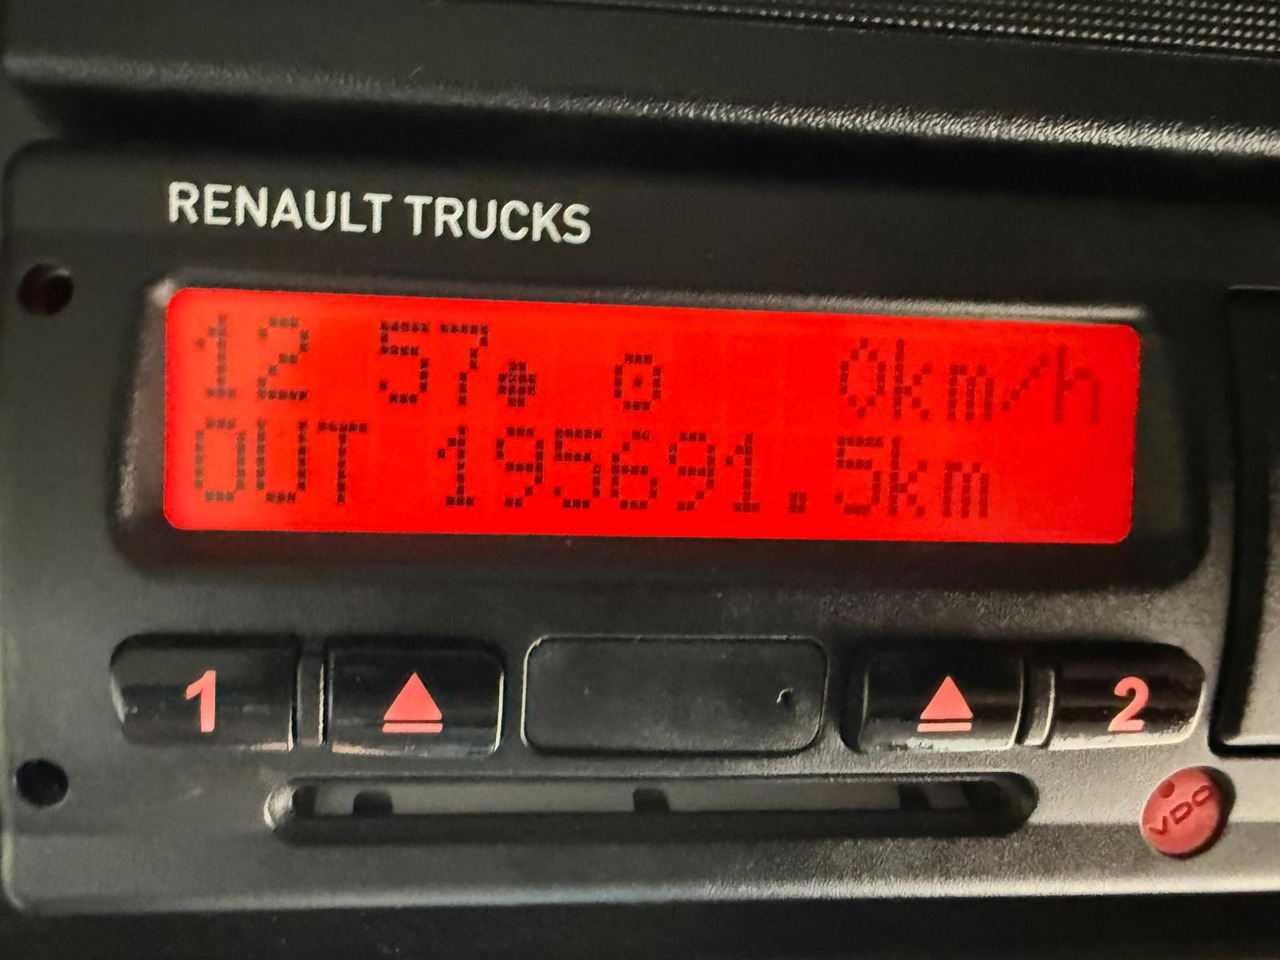 RENAULT TRUCKS
12 57 0km/h
OUT 195691.5km
1 2
VDO